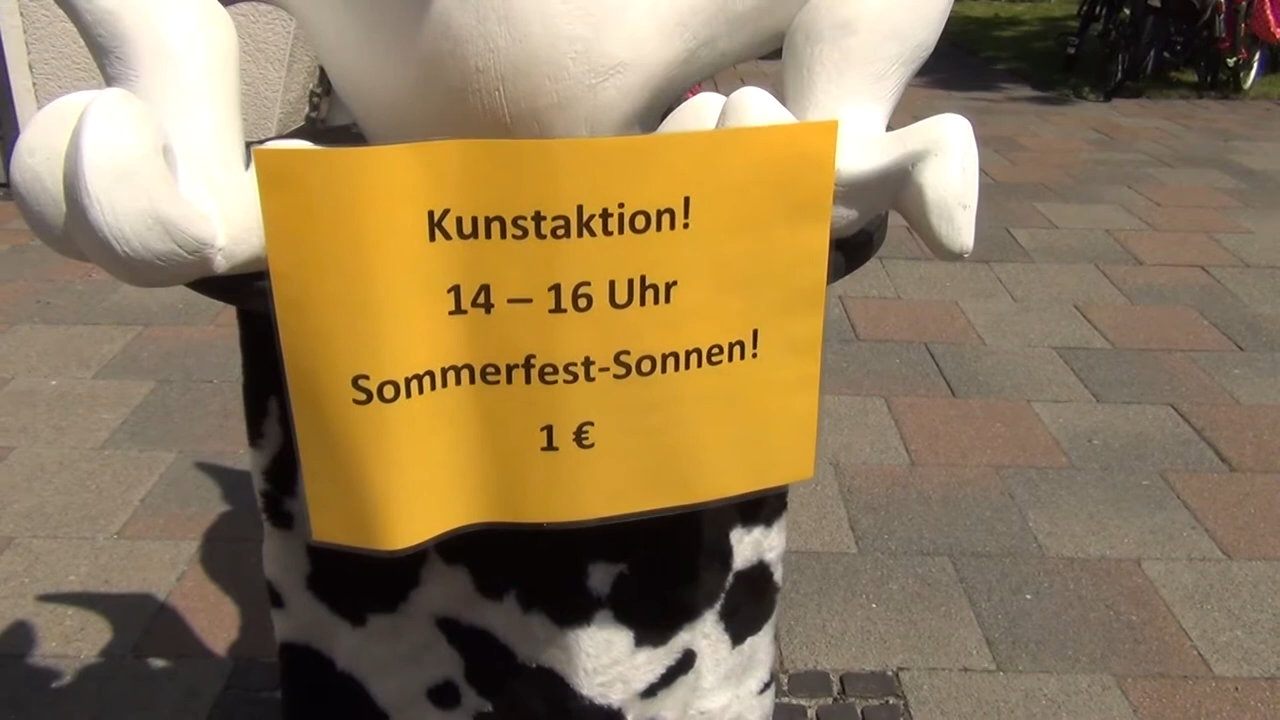 Kunstaktion!
14 – 16 Uhr
Sommerfest-Sonnen!
1 €